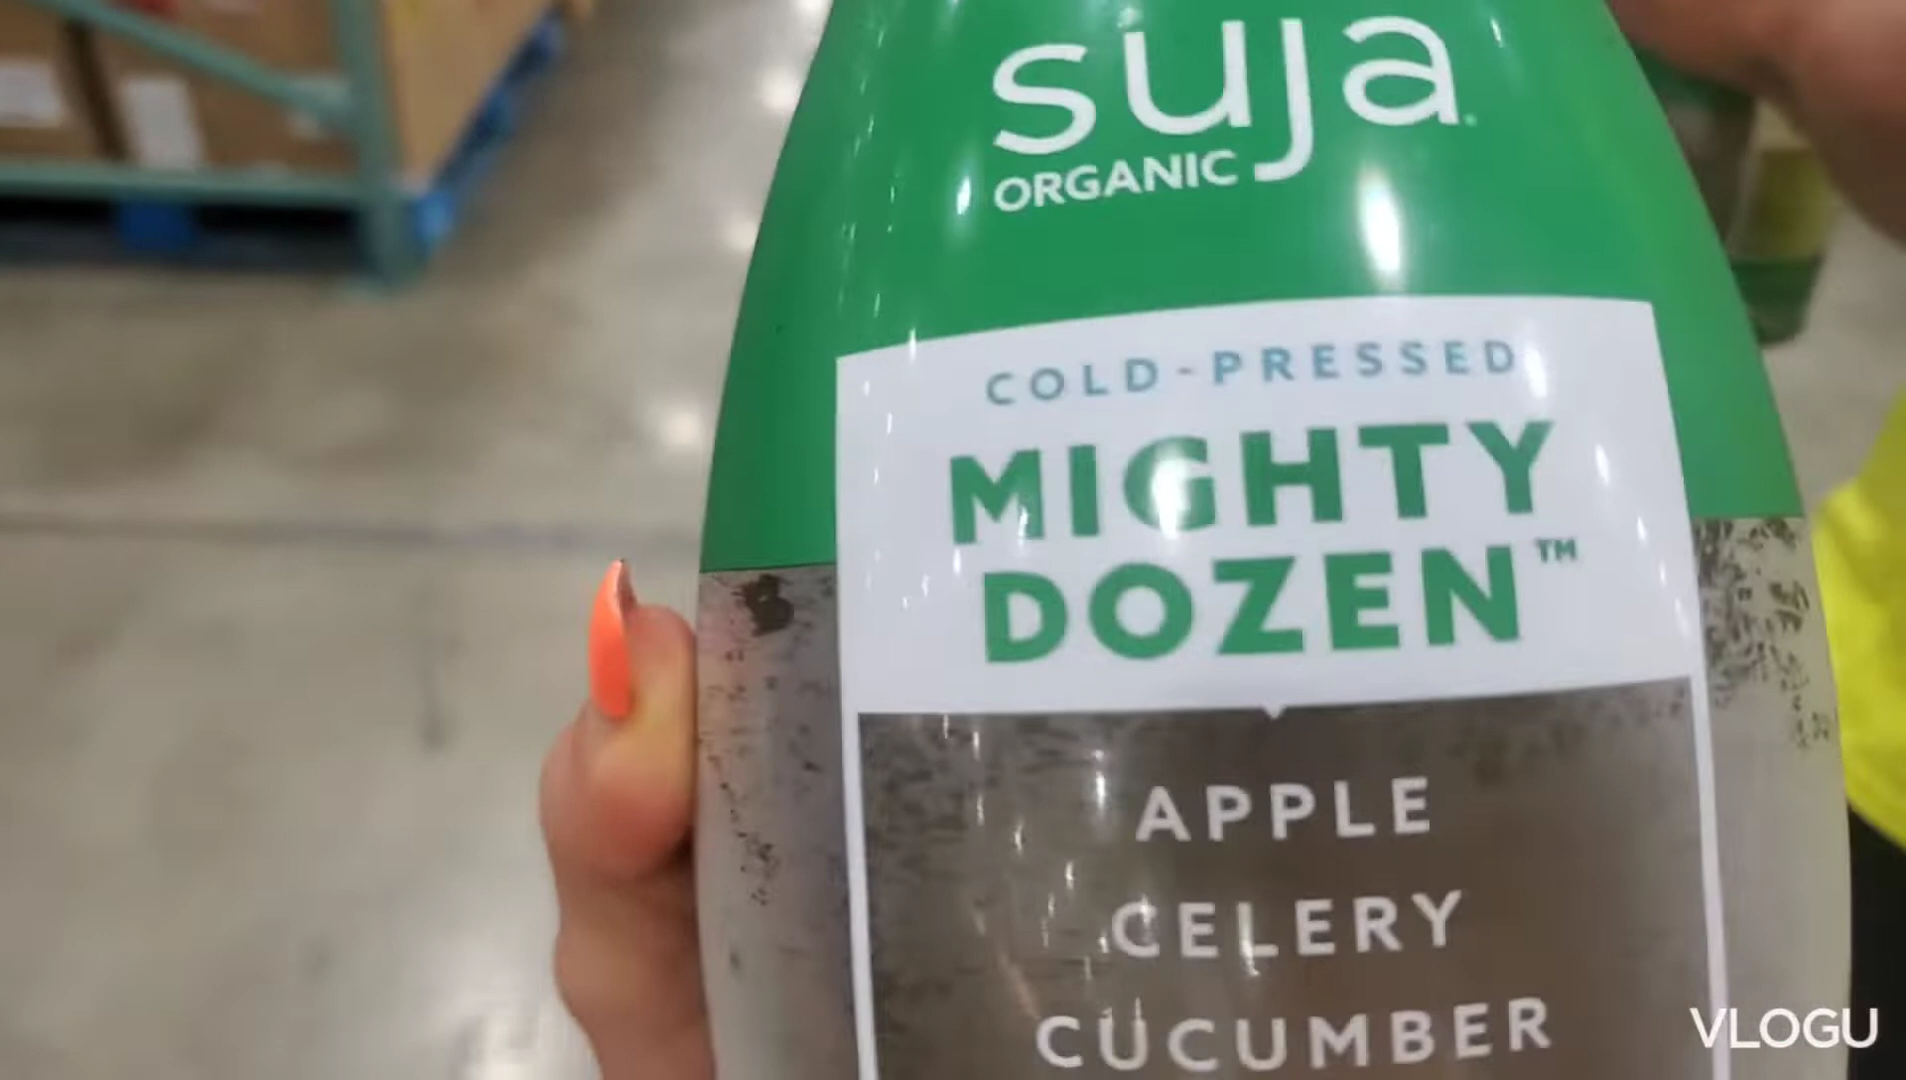 suja
ORGANIC
COLD-PRESSED
MIGHTY
DOZEN™
APPLE
CELERY
CUCUMBER
VLOGU